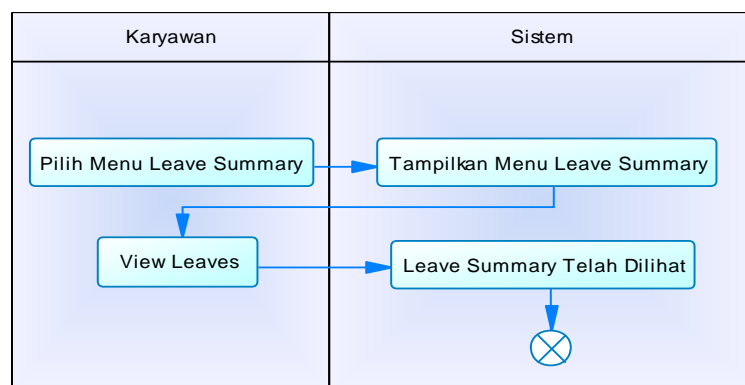 Karyawan
Sistem
Pilih Menu Leave Summary
Tampilkan Menu Leave Summary
View Leaves
Leave Summary Telah Dilihat